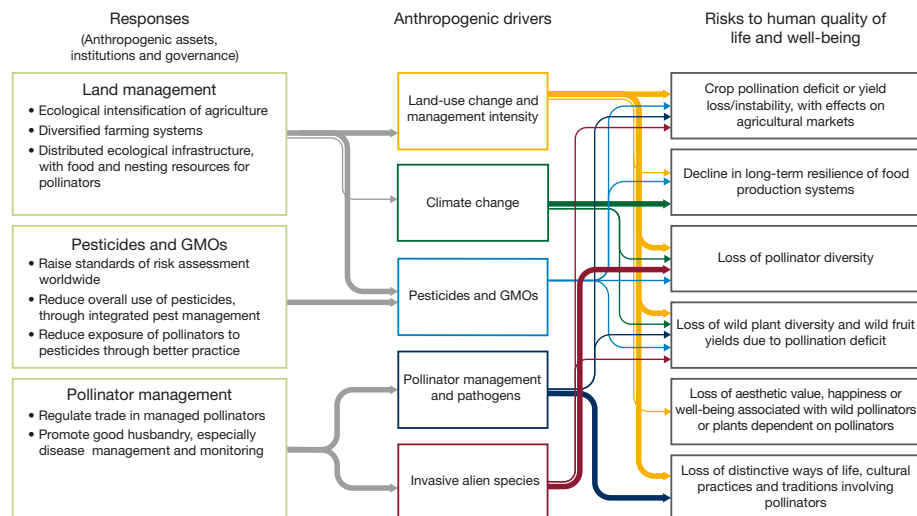 Responses
(Anthropogenic assets,
institutions and governance)
Land management
• Ecological intensification of agriculture
• Diversified farming systems
• Distributed ecological infrastructure,
with food and nesting resources for
pollinators
Pesticides and GMOs
• Raise standards of risk assessment
worldwide
• Reduce overall use of pesticides,
through integrated pest management
• Reduce exposure of pollinators to
pesticides through better practice
Pollinator management
• Regulate trade in managed pollinators
• Promote good husbandry, especially
disease management and monitoring
Anthropogenic drivers
Land-use change and
management intensity
Climate change
Pesticides and GMOs
Pollinator management
and pathogens
Invasive alien species
Risks to human quality of
life and well-being
Crop pollination deficit or yield
loss/instability, with effects on
agricultural markets
Decline in long-term resilience of food
production systems
Loss of pollinator diversity
Loss of wild plant diversity and wild fruit
yields due to pollination deficit
Loss of aesthetic value, happiness or
well-being associated with wild pollinators
or plants dependent on pollinators
Loss of distinctive ways of life, cultural
practices and traditions involving
pollinators